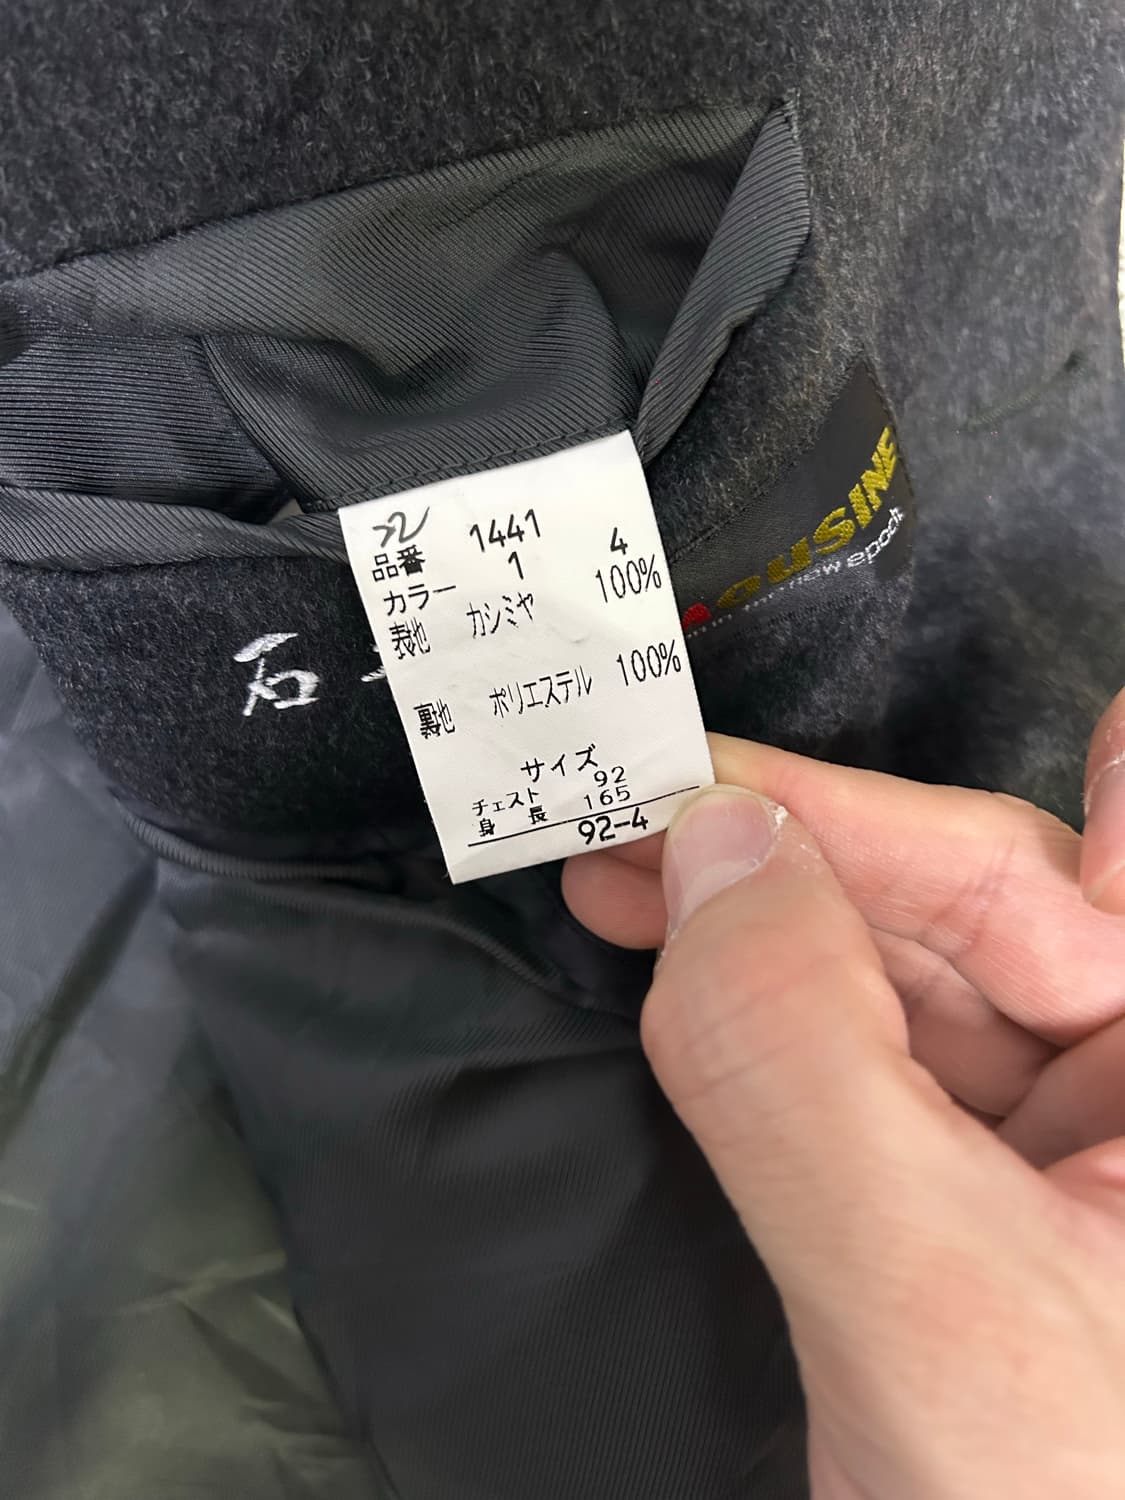 22
品番 1441 4
カラー 1
表地 カシミヤ 100%
裏地 ポリエステル 100%
サイズ
チェスト 92
身長 165
92-4
石
new epoch